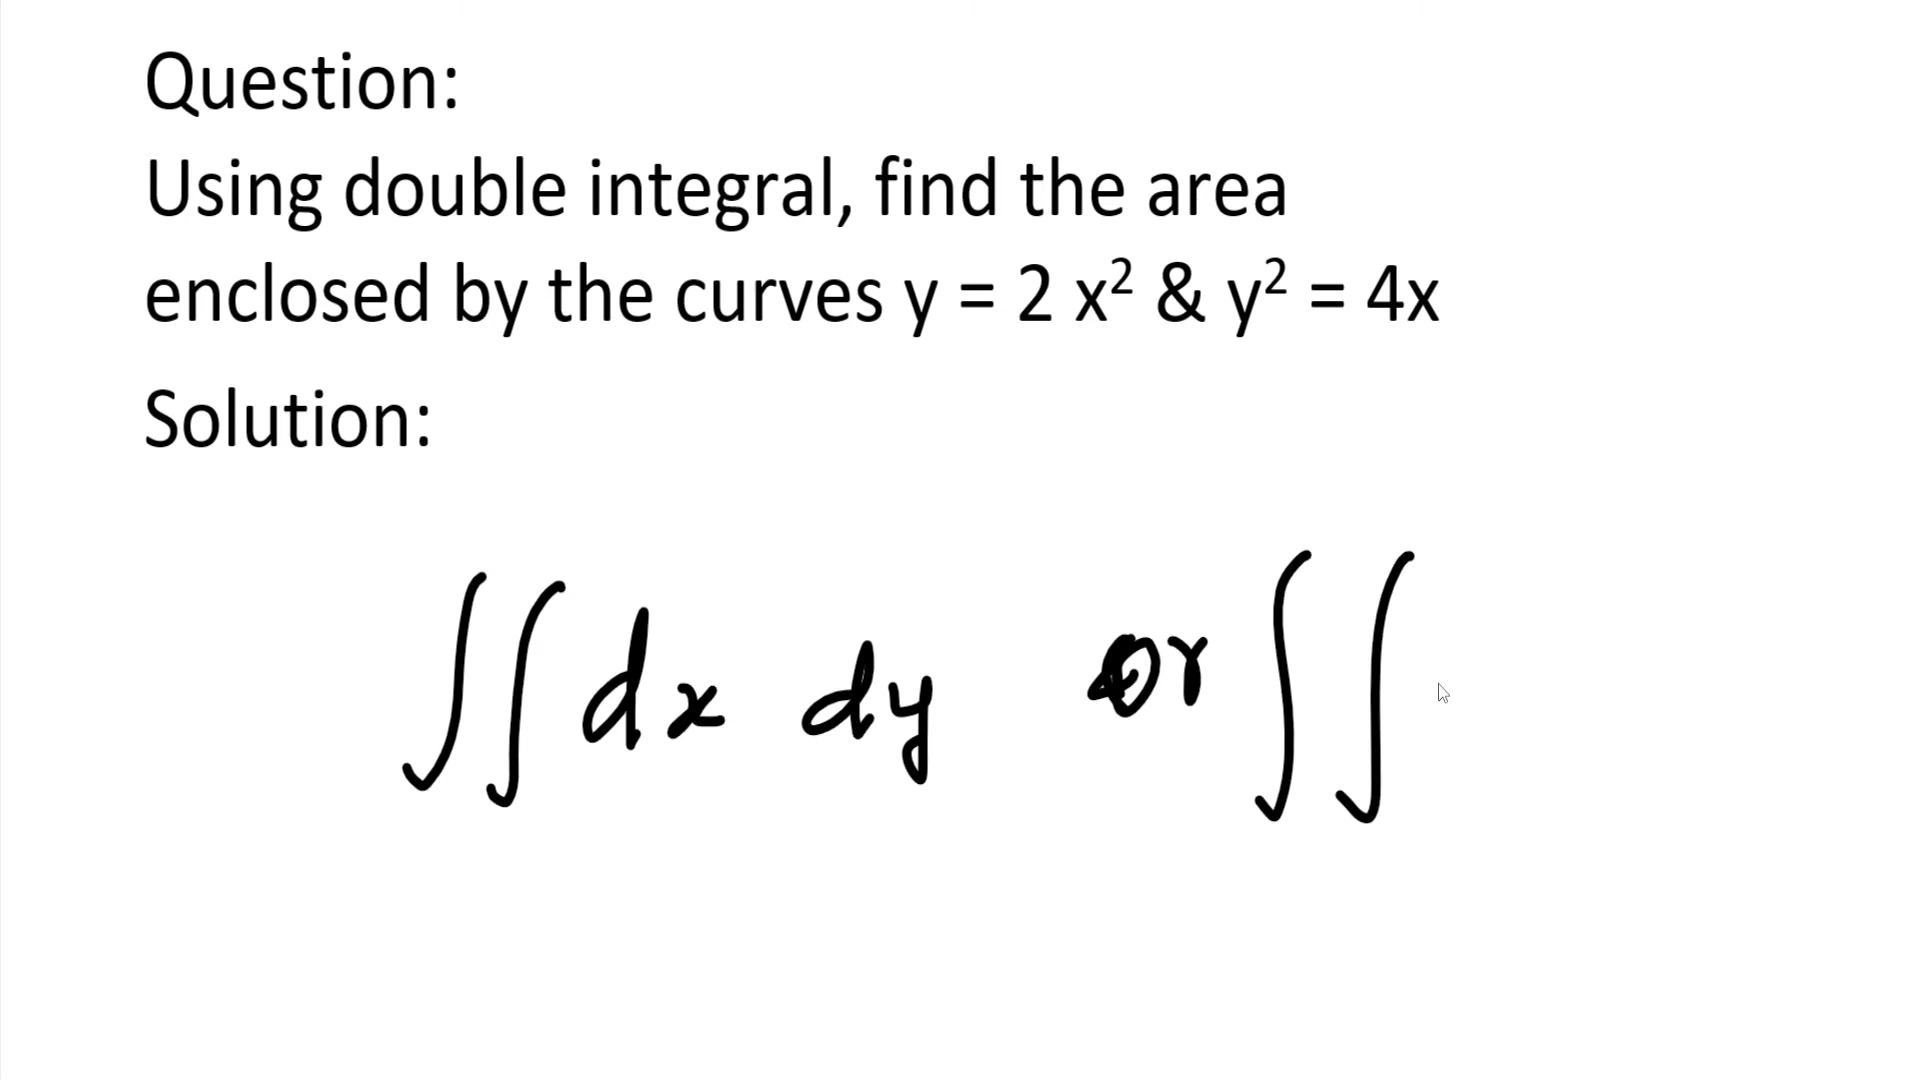 Question:
Using double integral, find the area
enclosed by the curves y = 2 x² & y² = 4x
Solution:
∫∫ dx dy or ∫∫